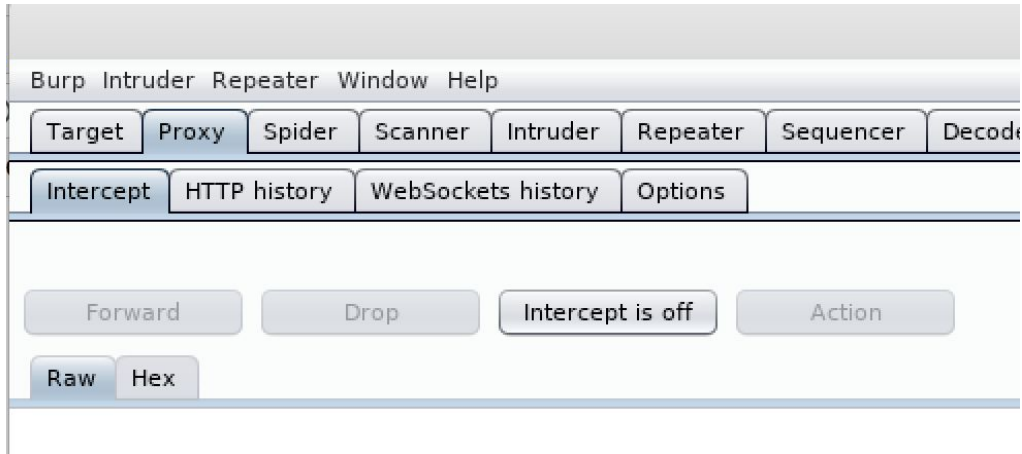 Burp Intruder Repeater Window Help
Target Proxy Spider Scanner Intruder Repeater Sequencer Decode
Intercept HTTP history WebSockets history Options
Forward Drop Intercept is off Action
Raw Hex